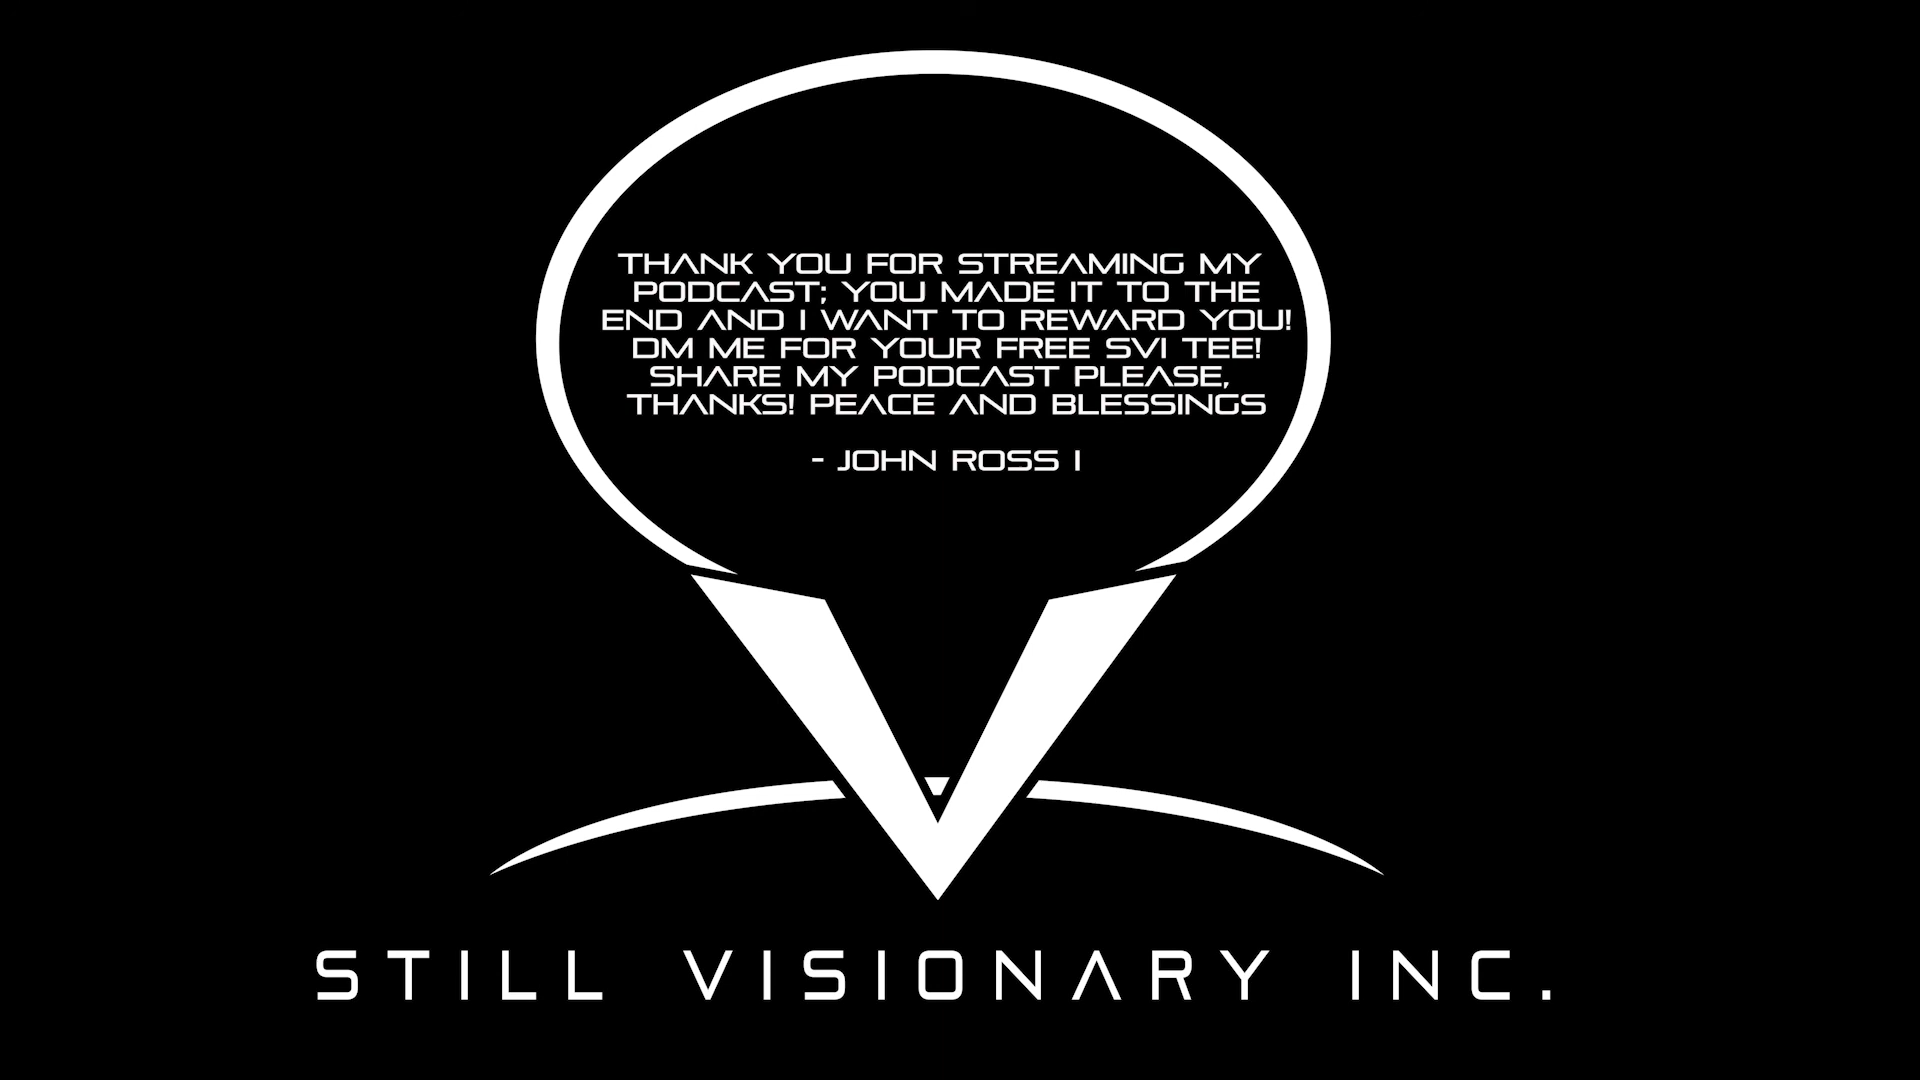 THANK YOU FOR STREAMING MY
PODCAST; YOU MADE IT TO THE
END AND I WANT TO REWARD YOU!
DM ME FOR YOUR FREE SVI TEE!
SHARE MY PODCAST PLEASE,
THANKS! PEACE AND BLESSINGS
- JOHN ROSS I
STILL VISIONARY INC.